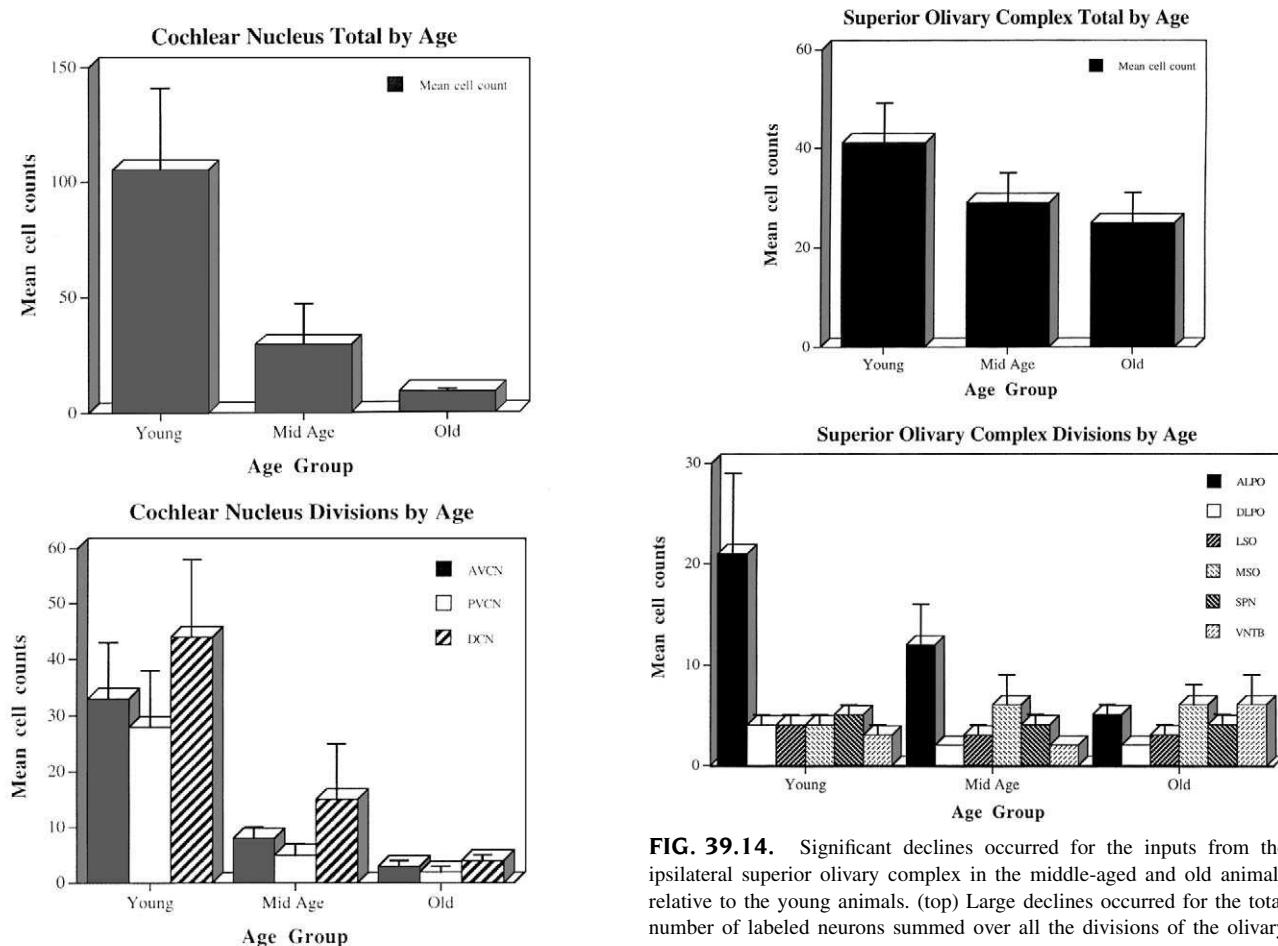 Cochlear Nucleus Total by Age
150
100
50
0
Mean cell counts
Mean cell count
Young Mid Age Old
Age Group
Cochlear Nucleus Divisions by Age
60
50
40
30
20
10
0
Mean cell counts
AVCN
PVCN
DCN
Young Mid Age Old
Age Group
Superior Olivary Complex Total by Age
60
40
20
0
Mean cell counts
Mean cell count
Young Mid Age Old
Age Group
Superior Olivary Complex Divisions by Age
30
20
10
0
Mean cell counts
ALPO
DLPO
LSO
MSO
SPN
VNTB
Young Mid Age Old
Age Group
FIG. 39.14. Significant declines occurred for the inputs from the
ipsilateral superior olivary complex in the middle-aged and old animal
relative to the young animals. (top) Large declines occurred for the total
number of labeled neurons summed over all the divisions of the olivary